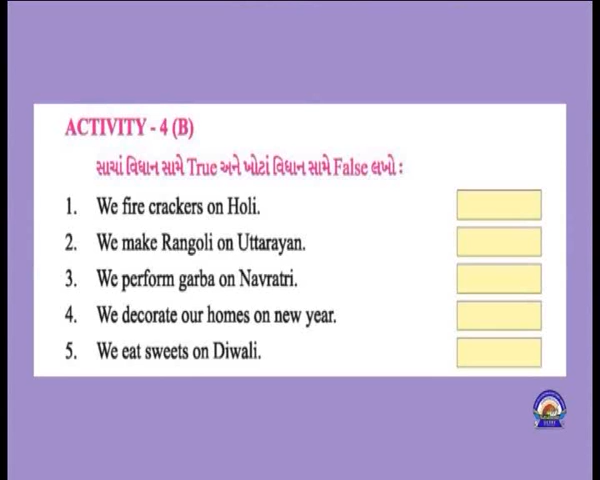 ACTIVITY - 4 (B)
સાચાં વિધાન સામે True અને ખોટાં વિધાન સામે False લખો :
1. We fire crackers on Holi.
2. We make Rangoli on Uttarayan.
3. We perform garba on Navratri.
4. We decorate our homes on new year.
5. We eat sweets on Diwali.